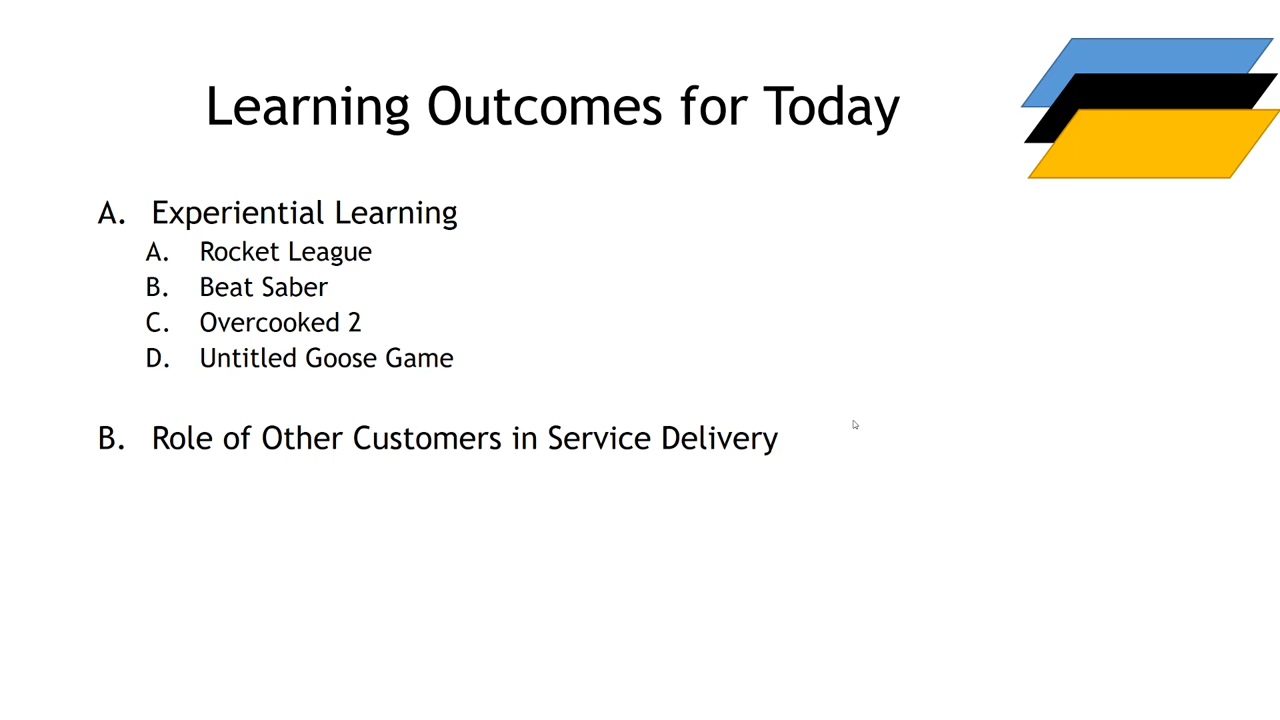 Learning Outcomes for Today
A. Experiential Learning
A. Rocket League
B. Beat Saber
C. Overcooked 2
D. Untitled Goose Game
B. Role of Other Customers in Service Delivery